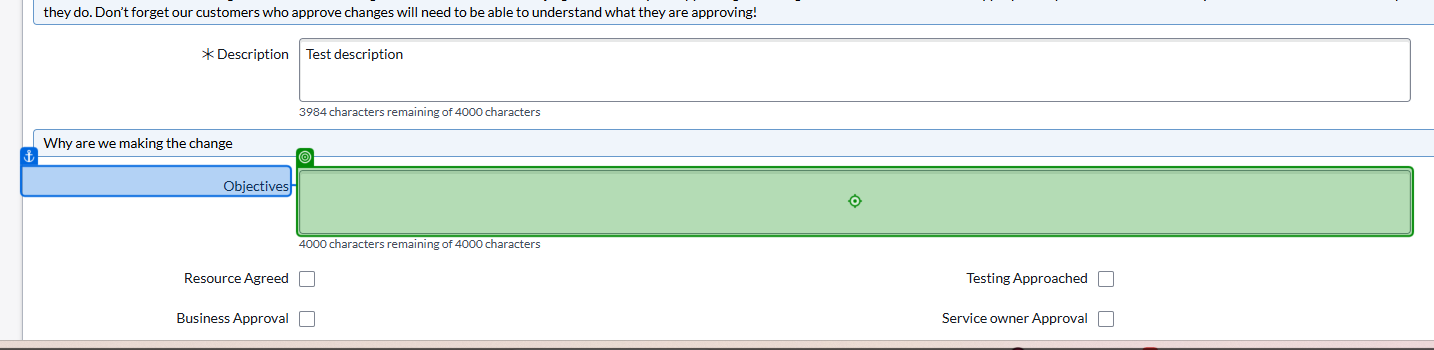 they do. Don't forget our customers who approve changes will need to be able to understand what they are approving!
Description
Test description
3984 characters remaining of 4000 characters
Why are we making the change
Objectives
4000 characters remaining of 4000 characters
Resource Agreed
Testing Approached
Business Approval
Service owner Approval